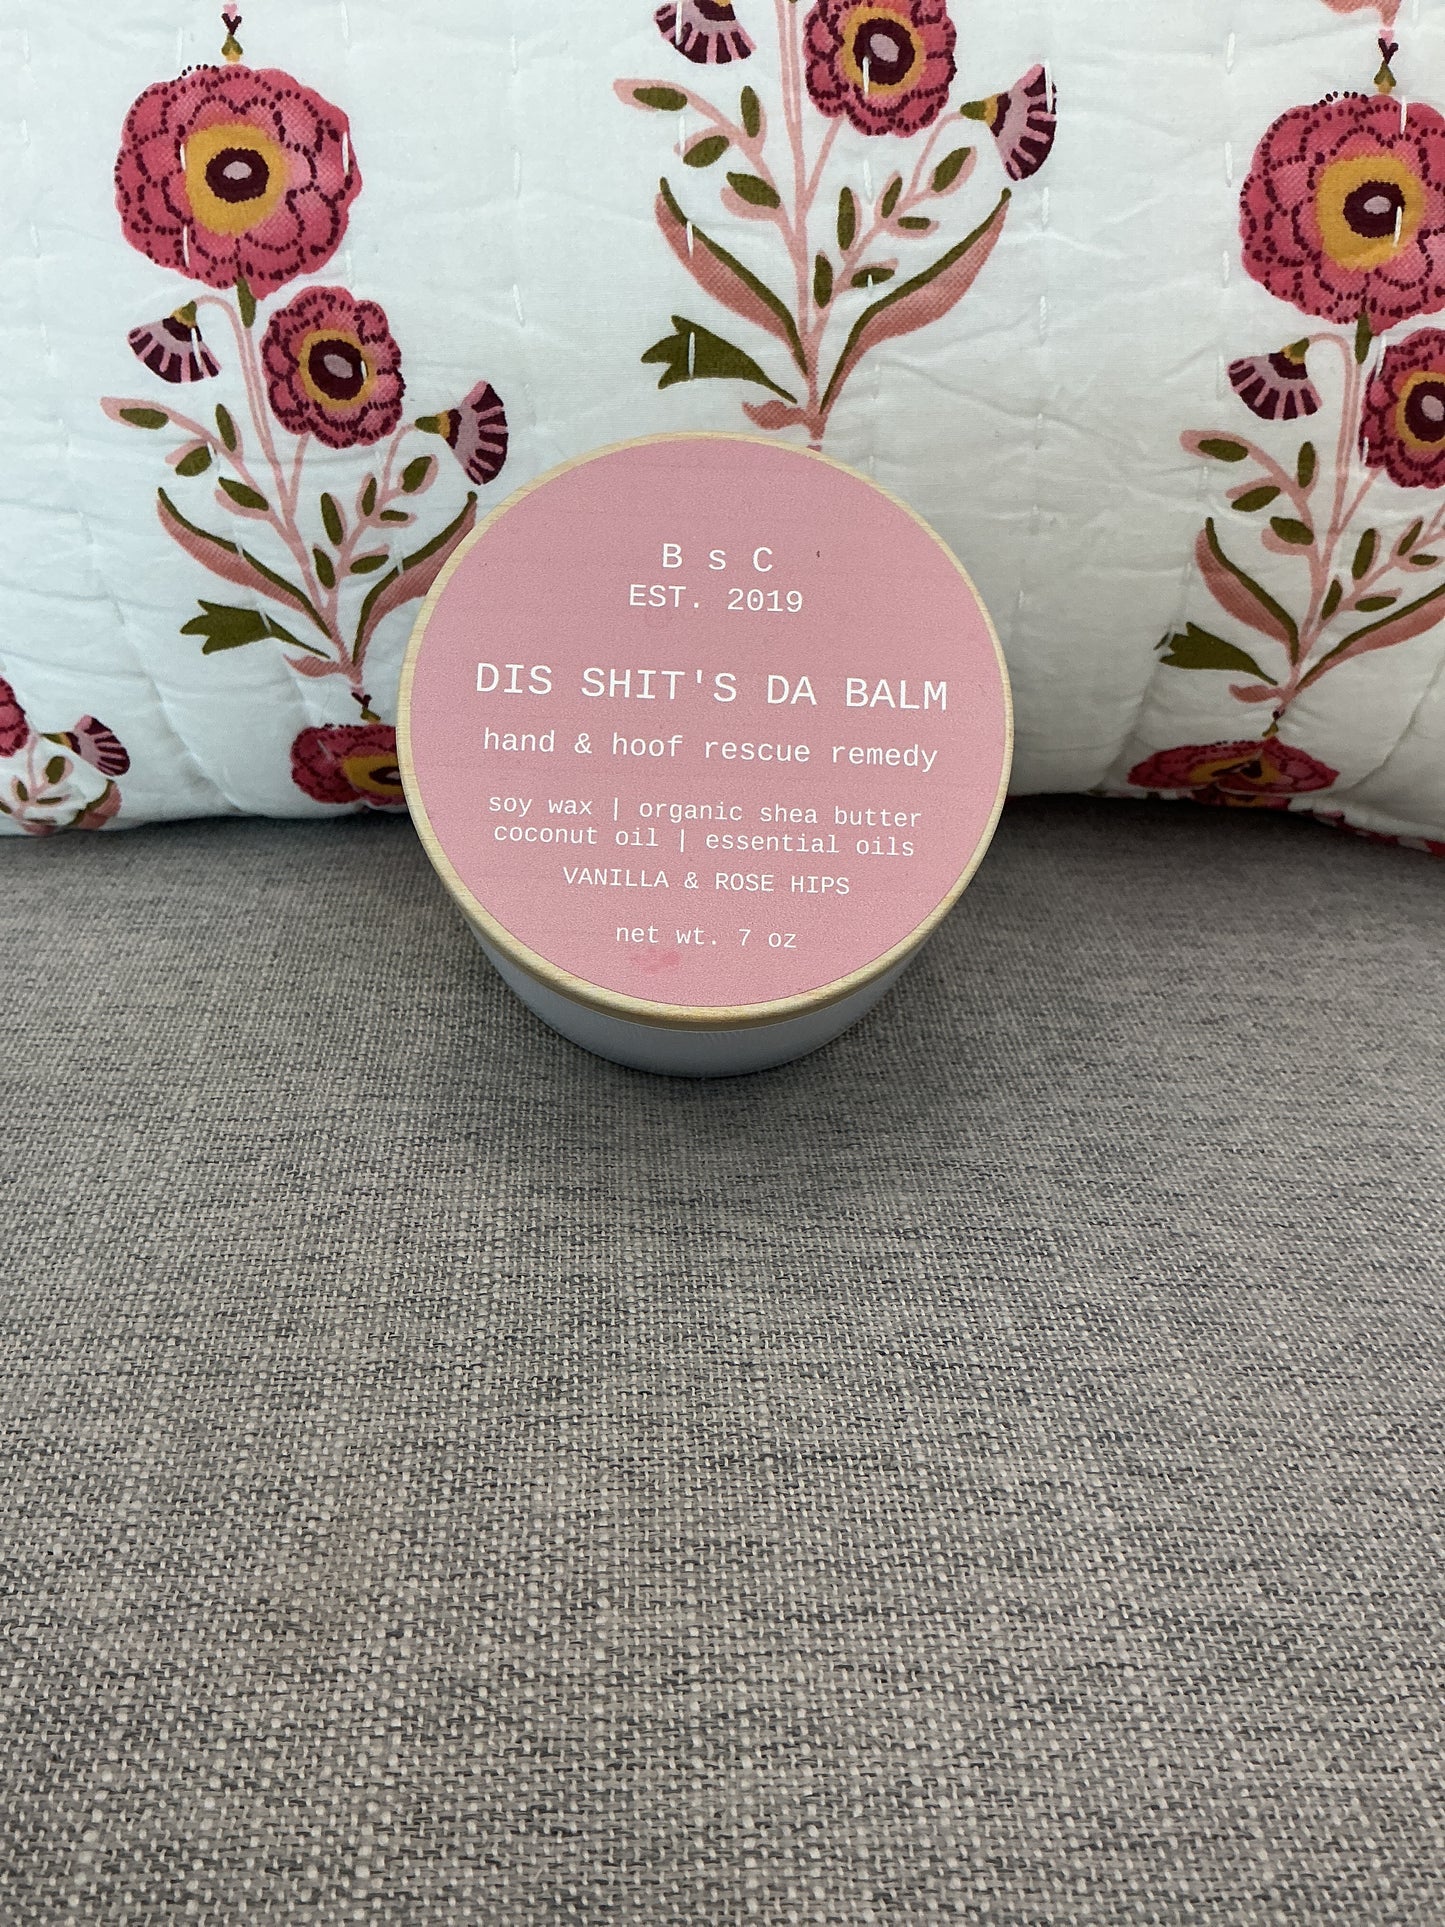 B s C
EST. 2019
DIS SHIT'S DA BALM
hand & hoof rescue remedy
soy wax | organic shea butter
coconut oil | essential oils
VANILLA & ROSE HIPS
net wt. 7 oz